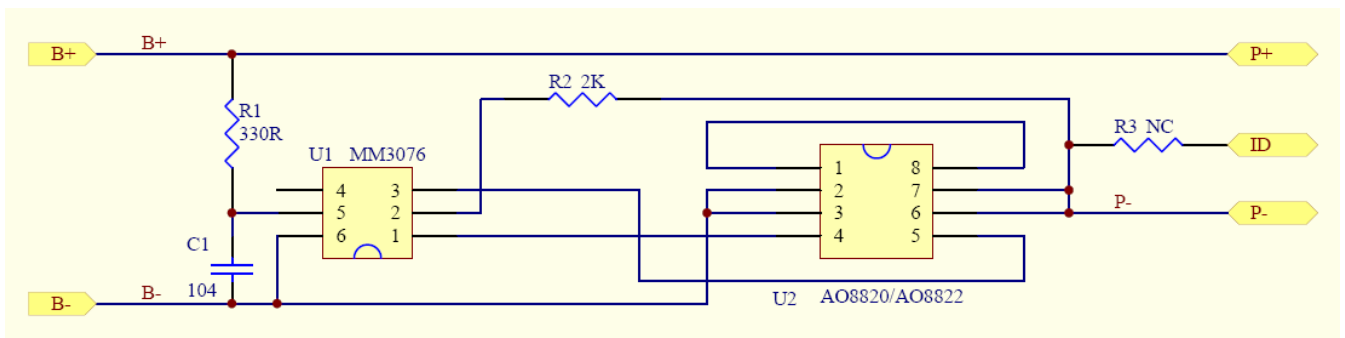 B+ B+ P+
R2 2K
R1
330R
R3 NC ID
U1 MM3076
1 8
4 3 2 7
5 2 3 6 P- P-
6 1 4 5
C1
104
B- B- U2 AO8820/AO8822